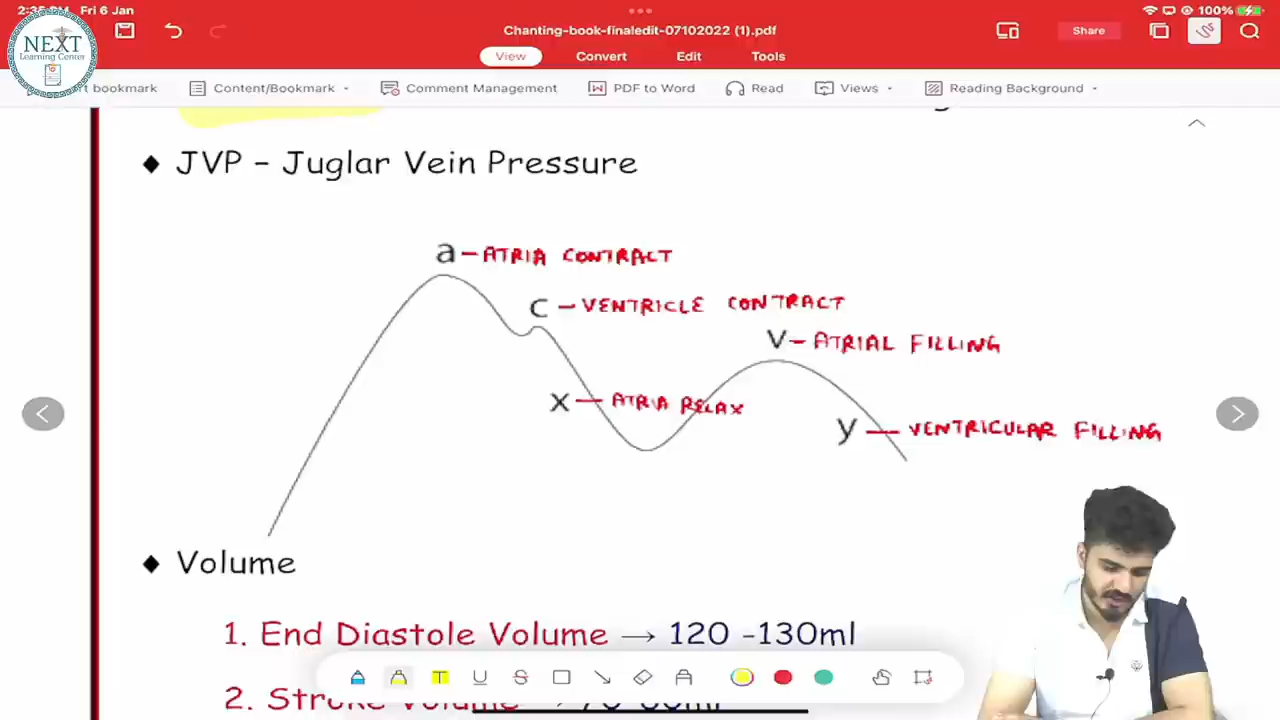 2:35 PM Fri 6 Jan
100%
NEXT
Learning Center
Chanting-book-finaledit-07102022 (1).pdf
Share
View Convert Edit Tools
bookmark Content/Bookmark Comment Management PDF to Word Read Views Reading Background
JVP – Juglar Vein Pressure
a – ATRIA CONTRACT
C – VENTRICLE CONTRACT
V – ATRIAL FILLING
x – ATRIA RELAX
y – VENTRICULAR FILLING
Volume
1. End Diastole Volume → 120 -130ml
T U S
2. Stroke Volume